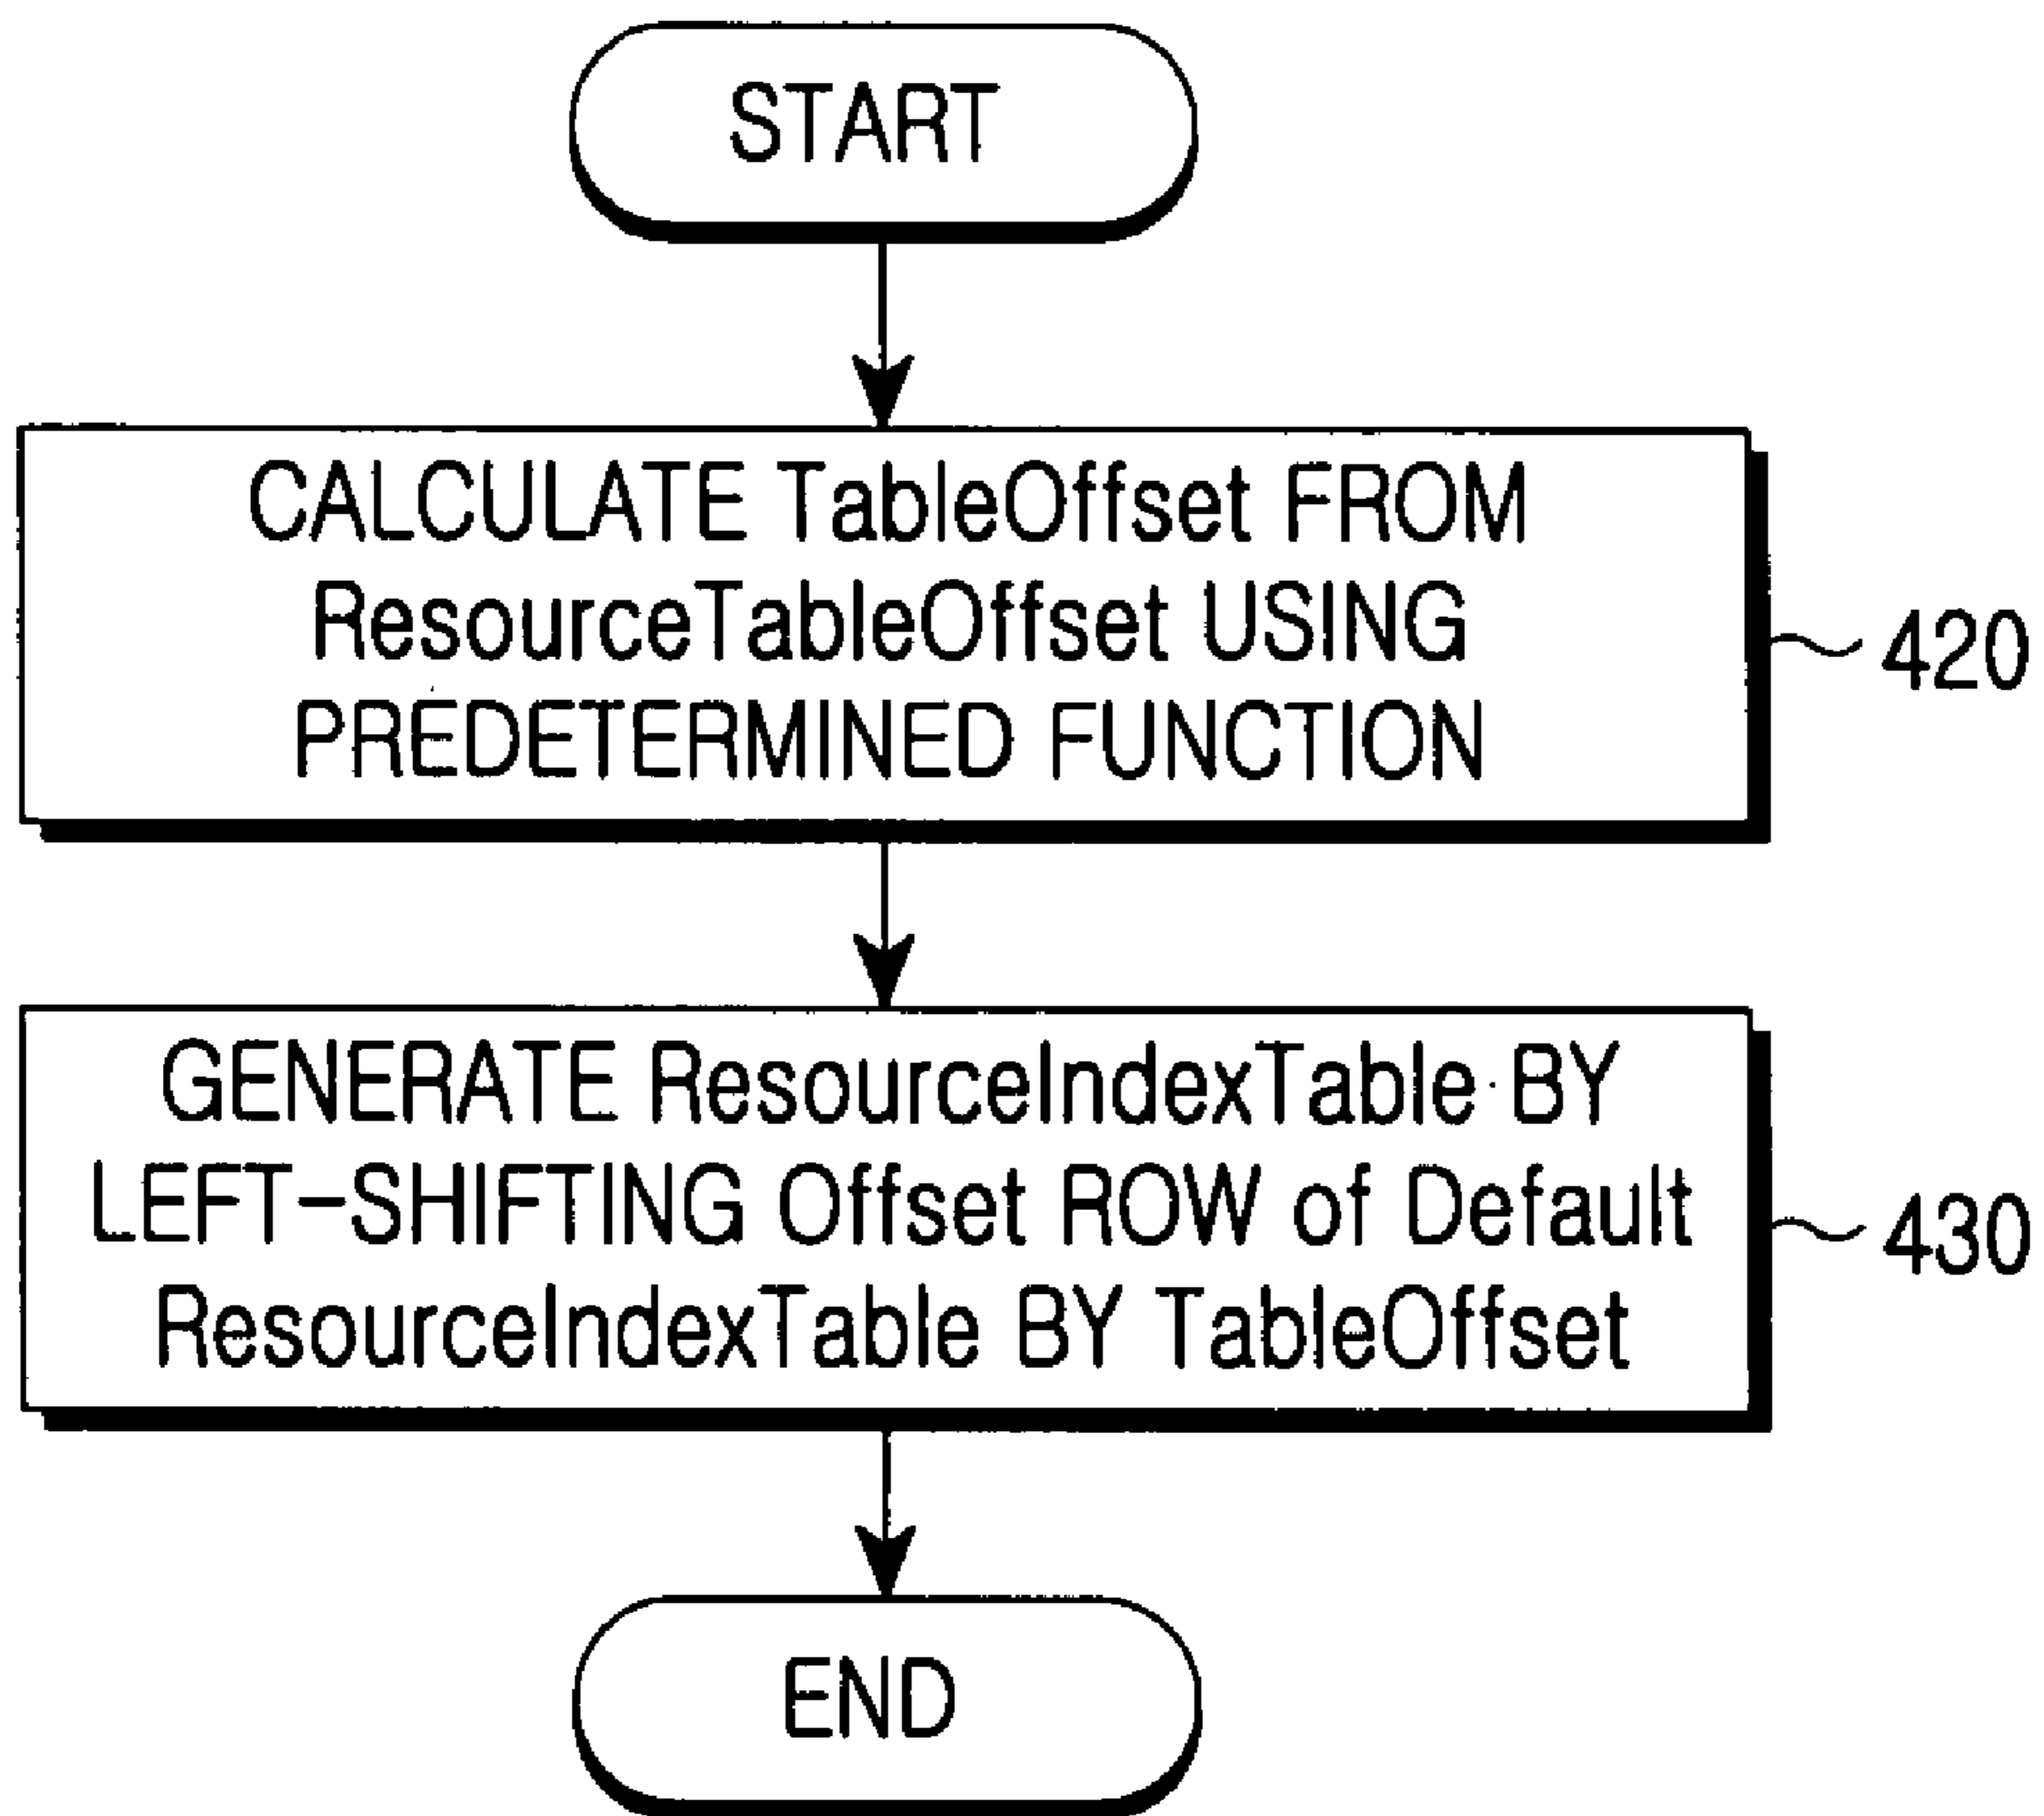 START
CALCULATE TableOffset FROM
ResourceTableOffset USING
PREDETERMINED FUNCTION
420
GENERATE ResourceIndexTable BY
LEFT-SHIFTING Offset ROW of Default
ResourceIndexTable BY TableOffset
430
END